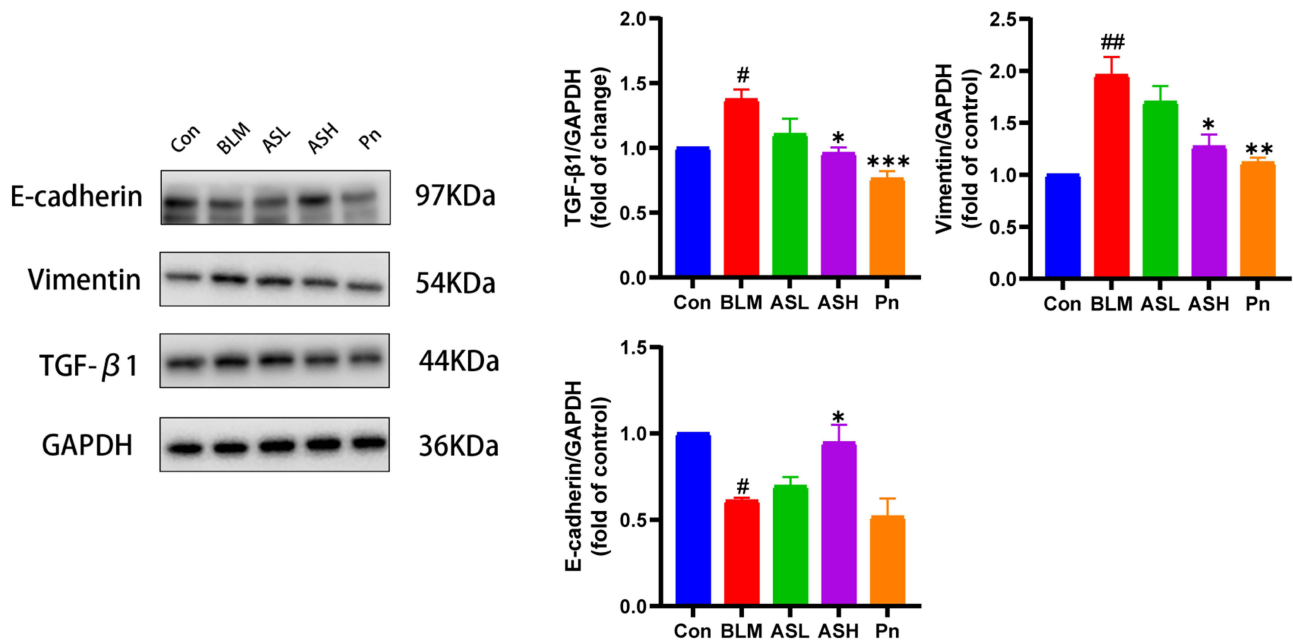 Con BLM ASL ASH Pn
E-cadherin 97KDa
Vimentin 54KDa
TGF-β1 44KDa
GAPDH 36KDa
TGF-β1/GAPDH
(fold of change)
2.0
1.5
1.0
0.5
0.0
#
*
***
Con BLM ASL ASH Pn
Vimentin/GAPDH
(fold of control)
2.5
2.0
1.5
1.0
0.5
0.0
##
*
**
Con BLM ASL ASH Pn
E-cadherin/GAPDH
(fold of control)
1.5
1.0
0.5
0.0
#
*
Con BLM ASL ASH Pn